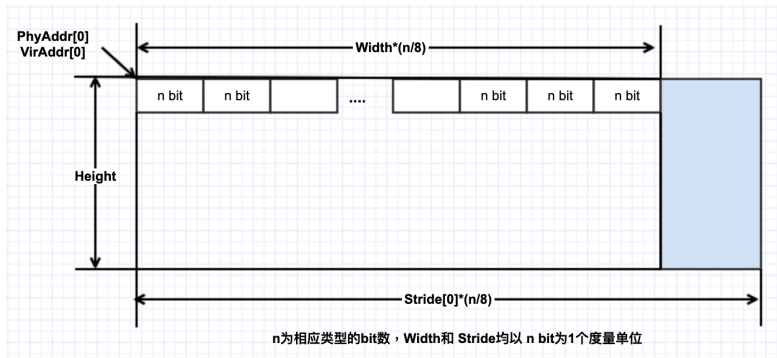 PhyAddr[0]
VirAddr[0]
Width*(n/8)
n bit n bit .... n bit n bit n bit
Height
Stride[0]*(n/8)
n为相应类型的bit数，Width和 Stride均以 n bit为1个度量单位